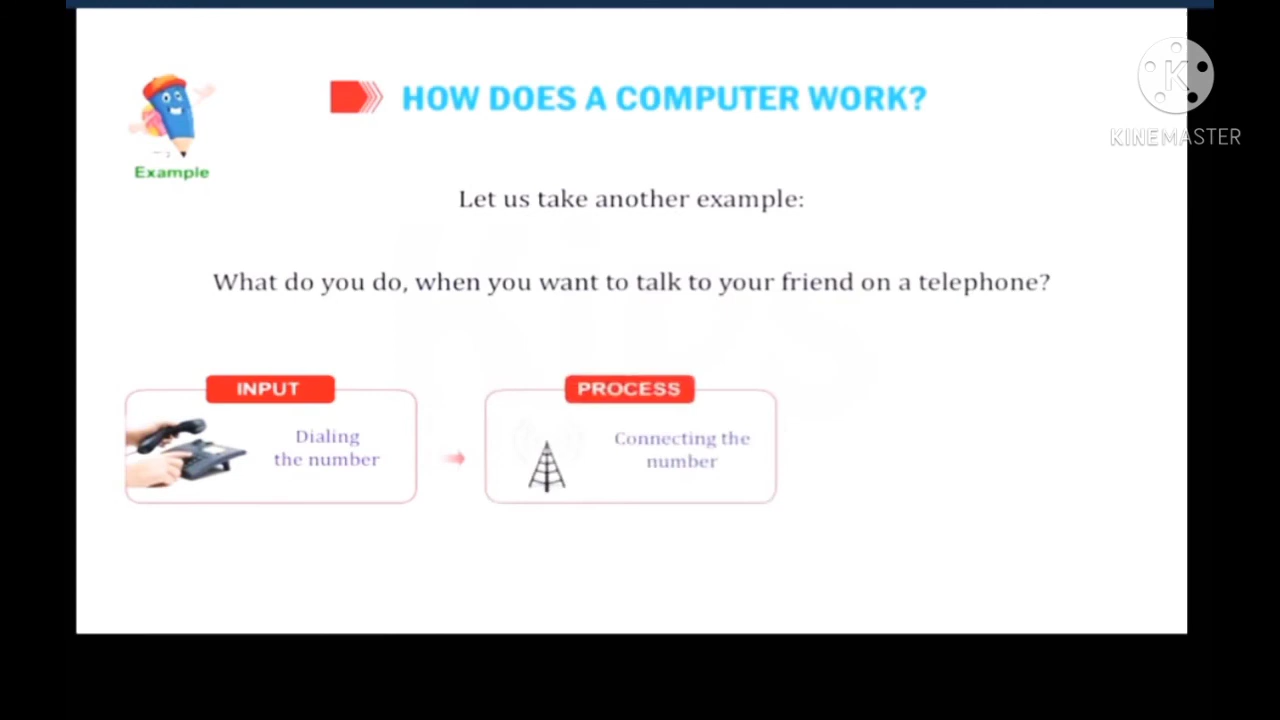 HOW DOES A COMPUTER WORK?
K
KINEMASTER
Example
Let us take another example:
What do you do, when you want to talk to your friend on a telephone?
INPUT
Dialing
the number
PROCESS
Connecting the
number